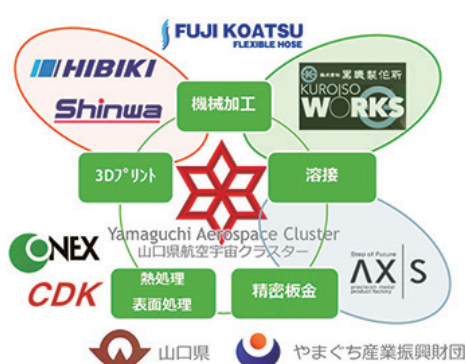 FUJI KOATSU
FLEXIBLE HOSE
HIBIKI
Shinwa
機械加工
株式会社 黒磯製作所
KUROISO
WORKS
3Dプリント
溶接
Yamaguchi Aerospace Cluster
山口県航空宇宙クラスター
ONEX
CDK
熱処理
表面処理
精密板金
Step of Future
AXS
precision metal
product factory
山口県
やまぐち産業振興財団